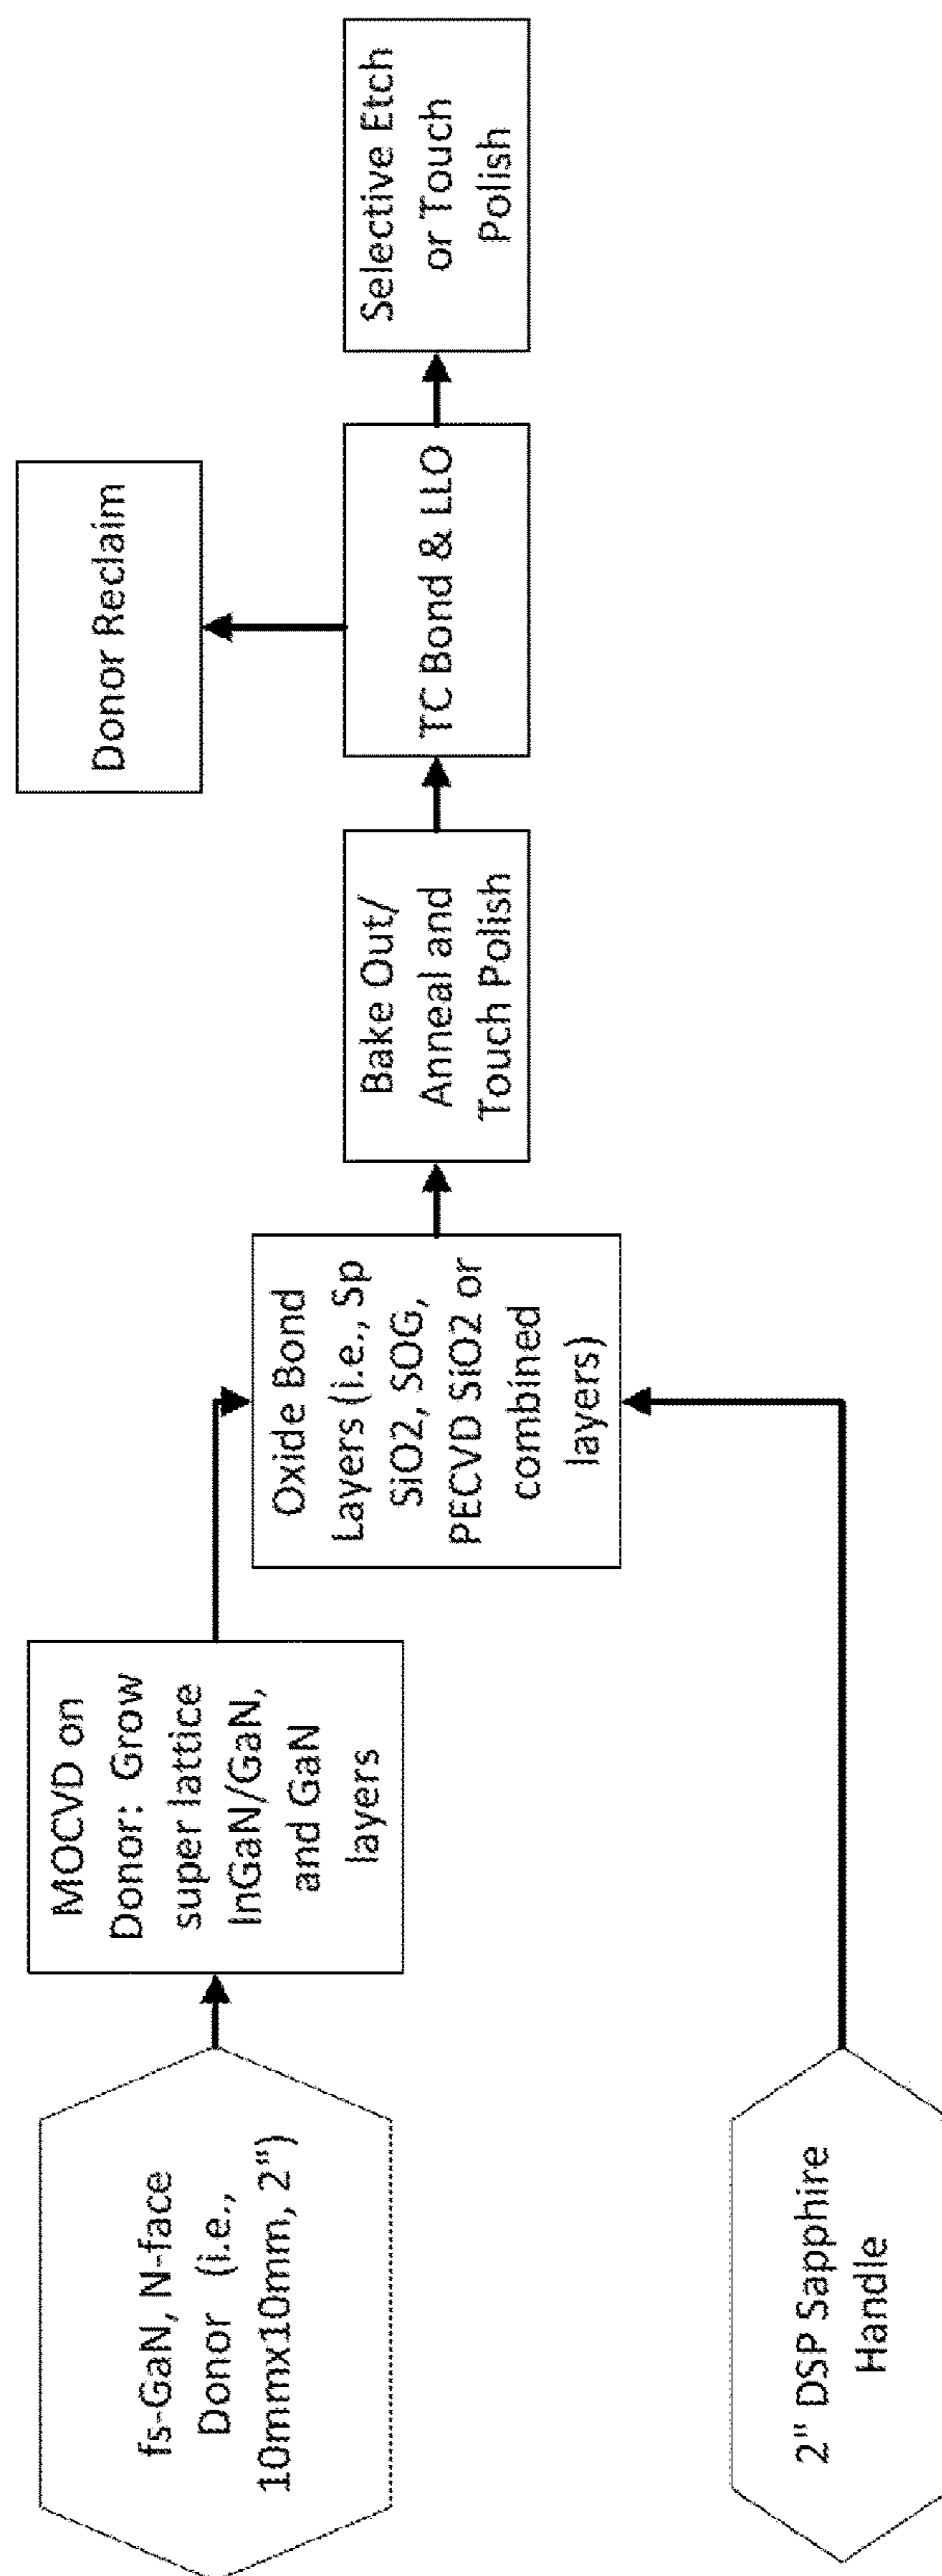 fs-GaN, N-face
Donor (i.e.,
10mmx10mm, 2")
MOCVD on
Donor: Grow
super lattice
InGaN/GaN,
and GaN
layers
2" DSP Sapphire
Handle
Oxide Bond
Layers (i.e., Sp
SiO2, SOG,
PECVD SiO2 or
combined
layers)
Bake Out/
Anneal and
Touch Polish
TC Bond & LLO
Donor Reclaim
Selective Etch
or Touch
Polish